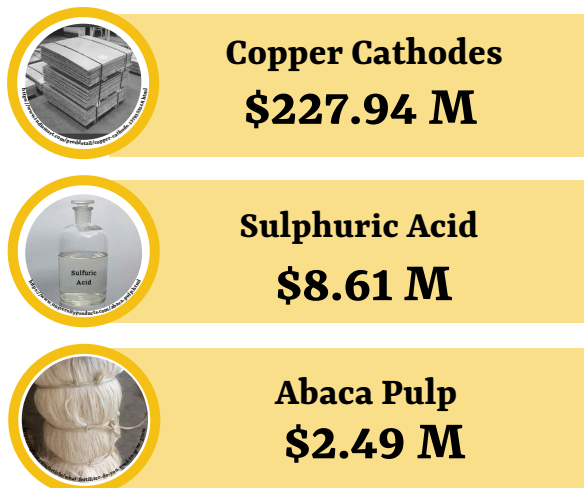 Copper Cathodes
$227.94 M
Sulphuric Acid
$8.61 M
Sulfuric
Acid
Abaca Pulp
$2.49 M